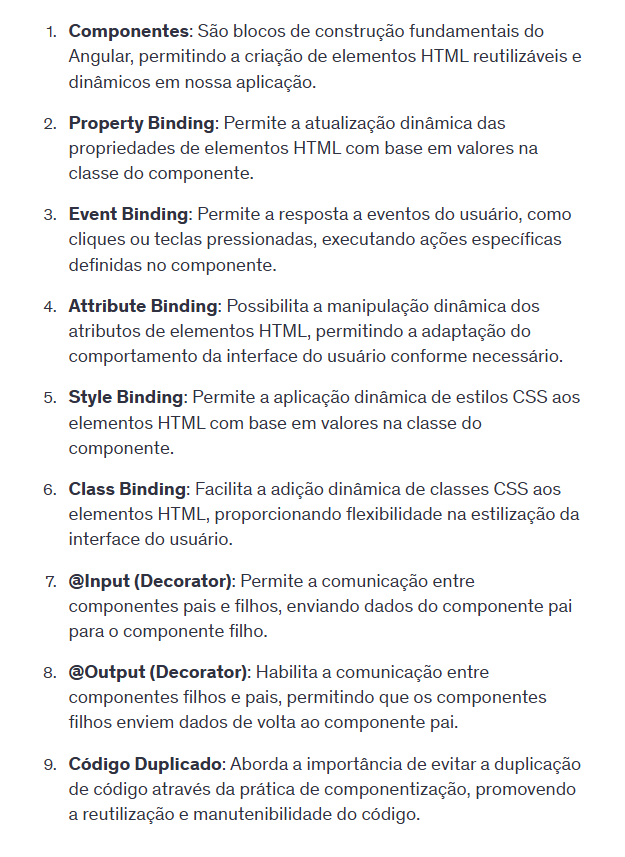 1. Componentes: São blocos de construção fundamentais do
Angular, permitindo a criação de elementos HTML reutilizáveis e
dinâmicos em nossa aplicação.
2. Property Binding: Permite a atualização dinâmica das
propriedades de elementos HTML com base em valores na
classe do componente.
3. Event Binding: Permite a resposta a eventos do usuário, como
cliques ou teclas pressionadas, executando ações específicas
definidas no componente.
4. Attribute Binding: Possibilita a manipulação dinâmica dos
atributos de elementos HTML, permitindo a adaptação do
comportamento da interface do usuário conforme necessário.
5. Style Binding: Permite a aplicação dinâmica de estilos CSS aos
elementos HTML com base em valores na classe do
componente.
6. Class Binding: Facilita a adição dinâmica de classes CSS aos
elementos HTML, proporcionando flexibilidade na estilização da
interface do usuário.
7. @Input (Decorator): Permite a comunicação entre
componentes pais e filhos, enviando dados do componente pai
para o componente filho.
8. @Output (Decorator): Habilita a comunicação entre
componentes filhos e pais, permitindo que os componentes
filhos enviem dados de volta ao componente pai.
9. Código Duplicado: Aborda a importância de evitar a duplicação
de código através da prática de componentização, promovendo
a reutilização e manutenibilidade do código.